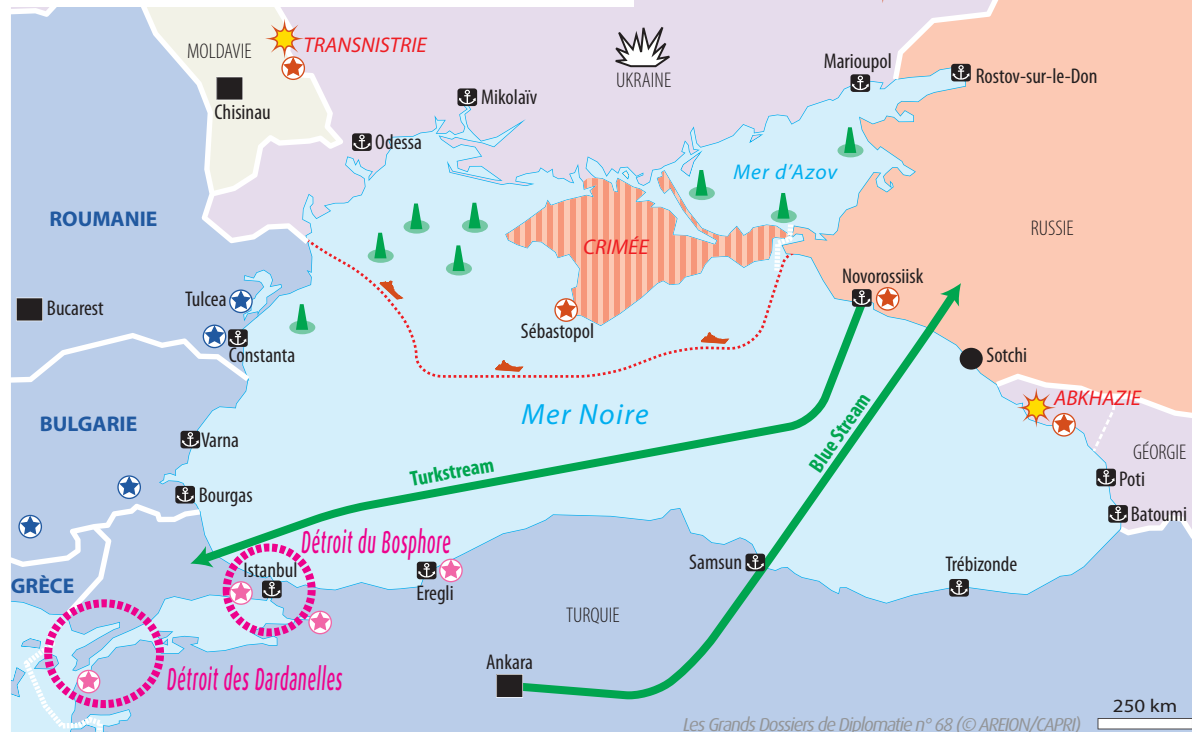 MOLDAVIE
TRANSNISTRIE
Chisinau
UKRAINE
Mikolaïv
Marioupol
Rostov-sur-le-Don
Odessa
Mer d'Azov
ROUMANIE
RUSSIE
CRIMÉE
Bucarest
Tulcea
Constanta
Sébastopol
Novorossiisk
Sotchi
Mer Noire
ABKHAZIE
BULGARIE
Varna
GÉORGIE
Turkstream
Blue Stream
Poti
Bourgas
Batoumi
Détroit du Bosphore
Istanbul
Eregli
Samsun
Trébizonde
GRÈCE
TURQUIE
Ankara
Détroit des Dardanelles
250 km
Les Grands Dossiers de Diplomatie n° 68 (© AREION/CAPRI)